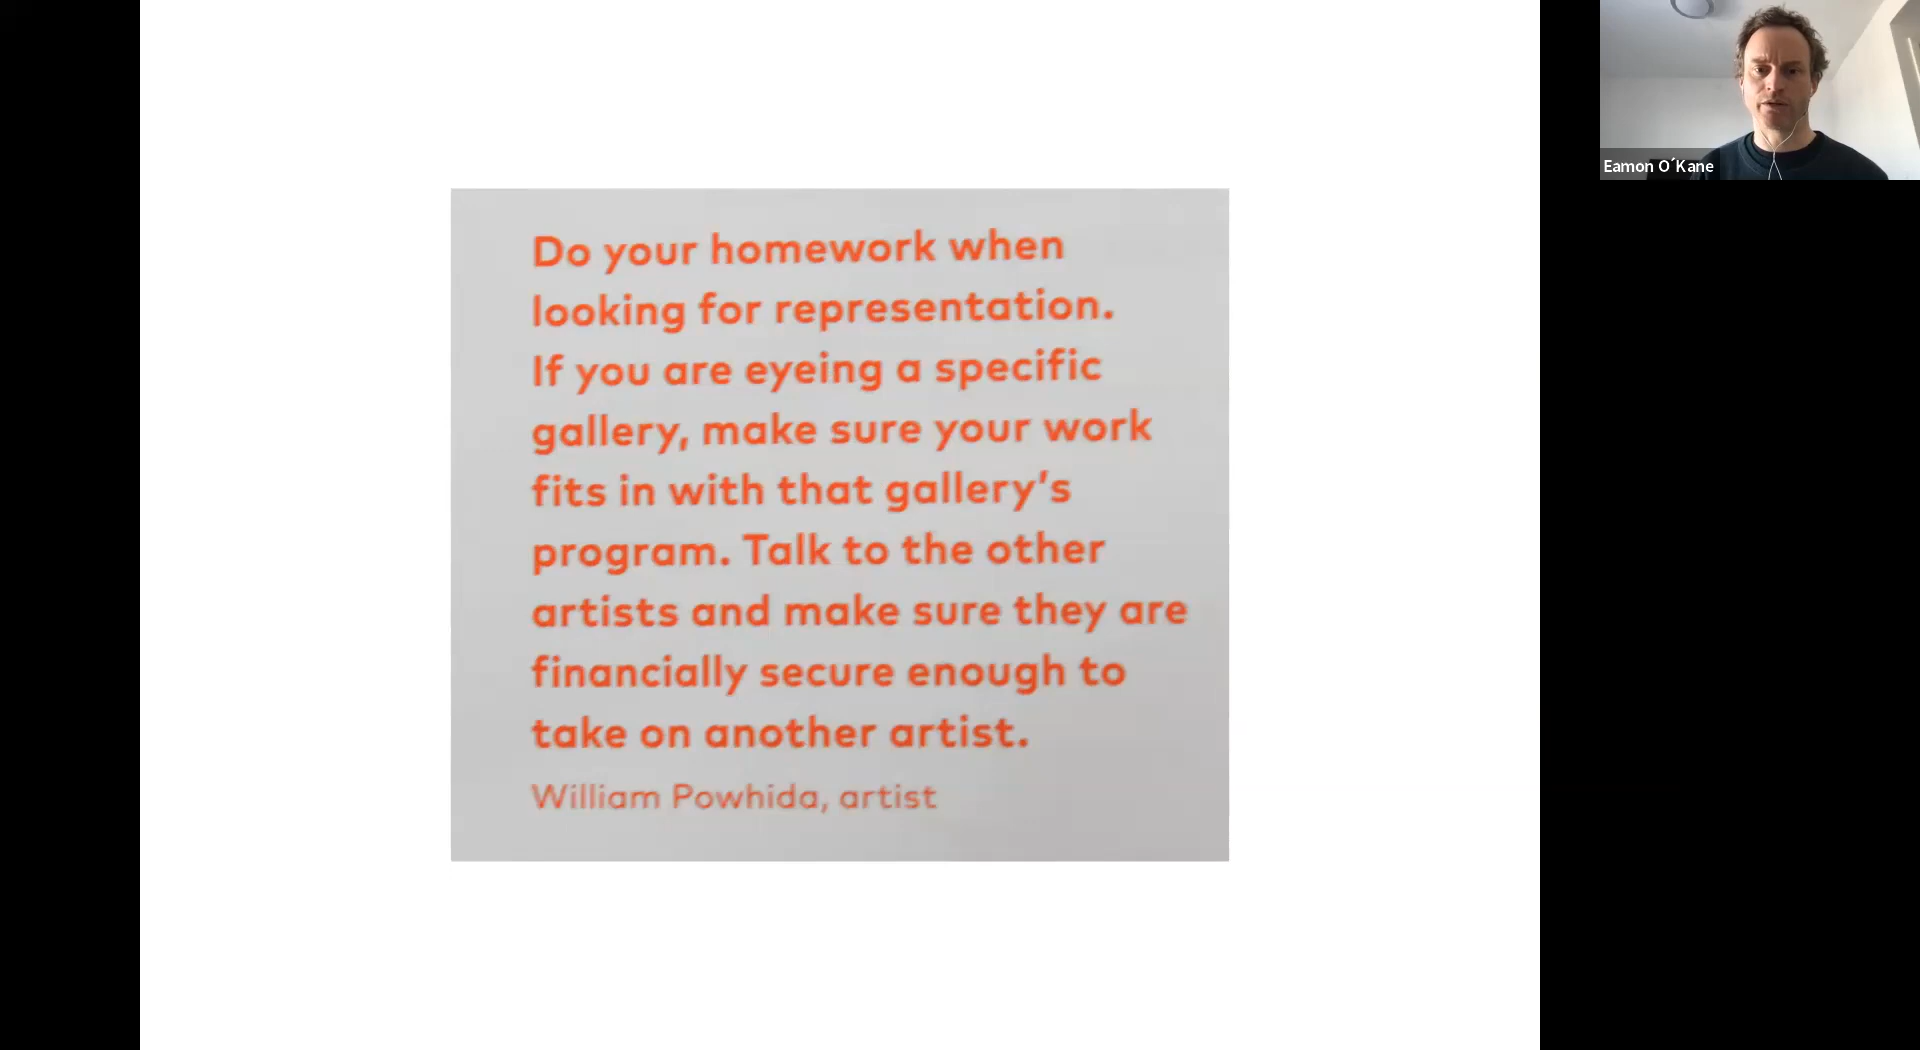 Do your homework when
looking for representation.
If you are eyeing a specific
gallery, make sure your work
fits in with that gallery’s
program. Talk to the other
artists and make sure they are
financially secure enough to
take on another artist.
William Powhida, artist
Eamon O´Kane